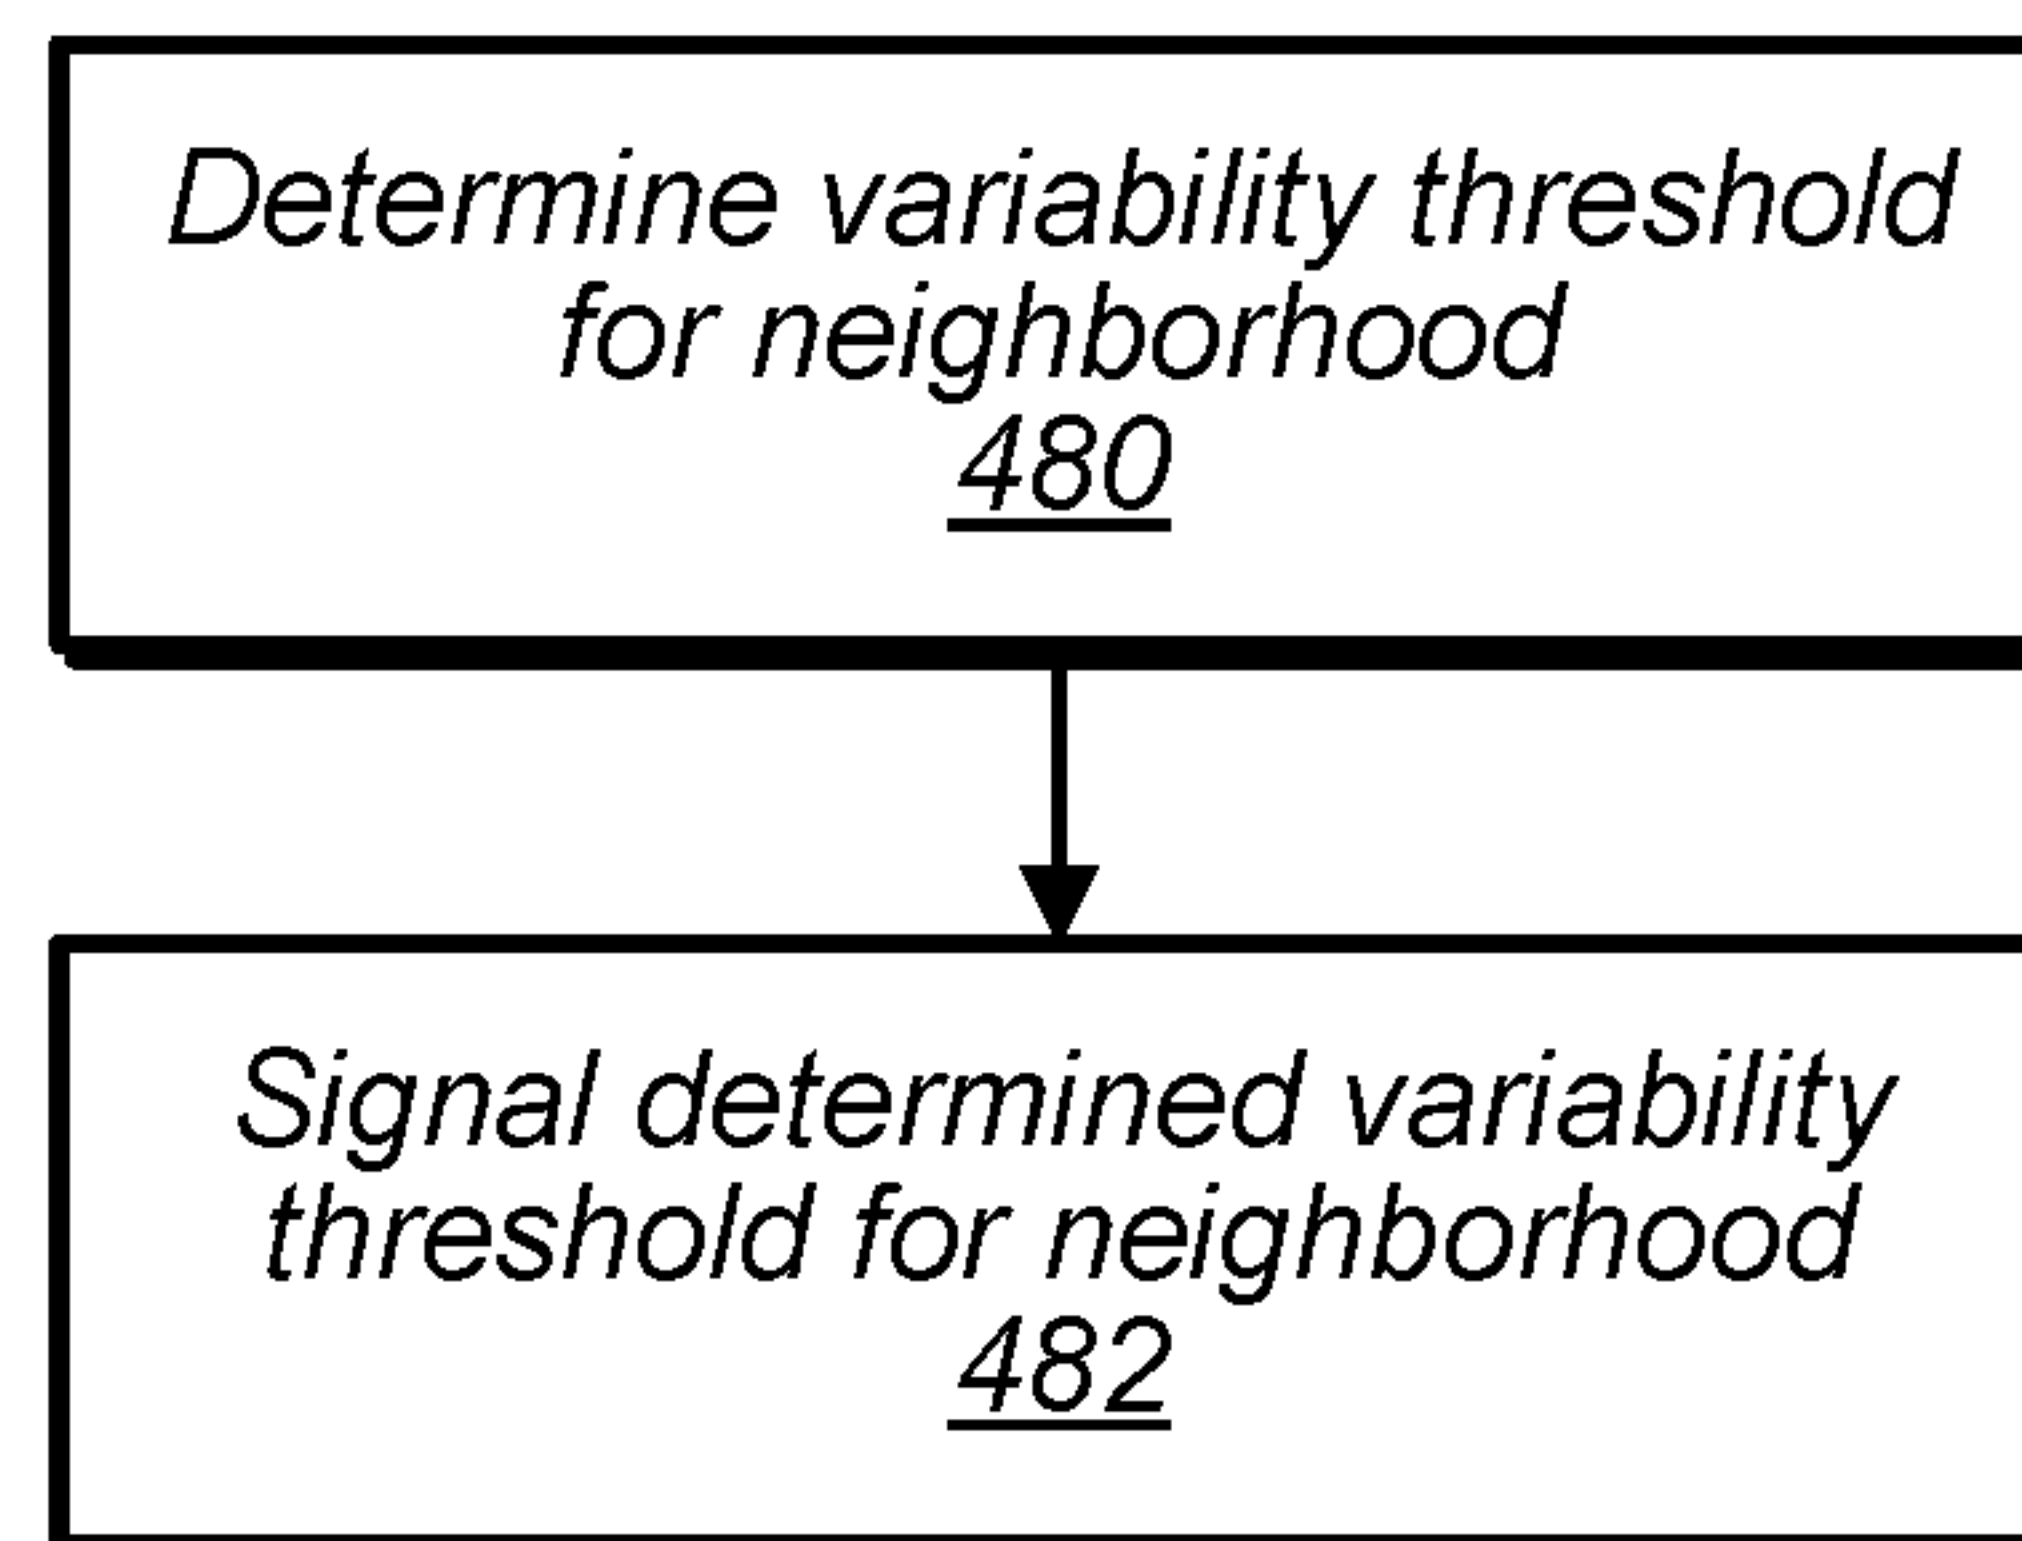 Determine variability threshold
for neighborhood
480
Signal determined variability
threshold for neighborhood
482